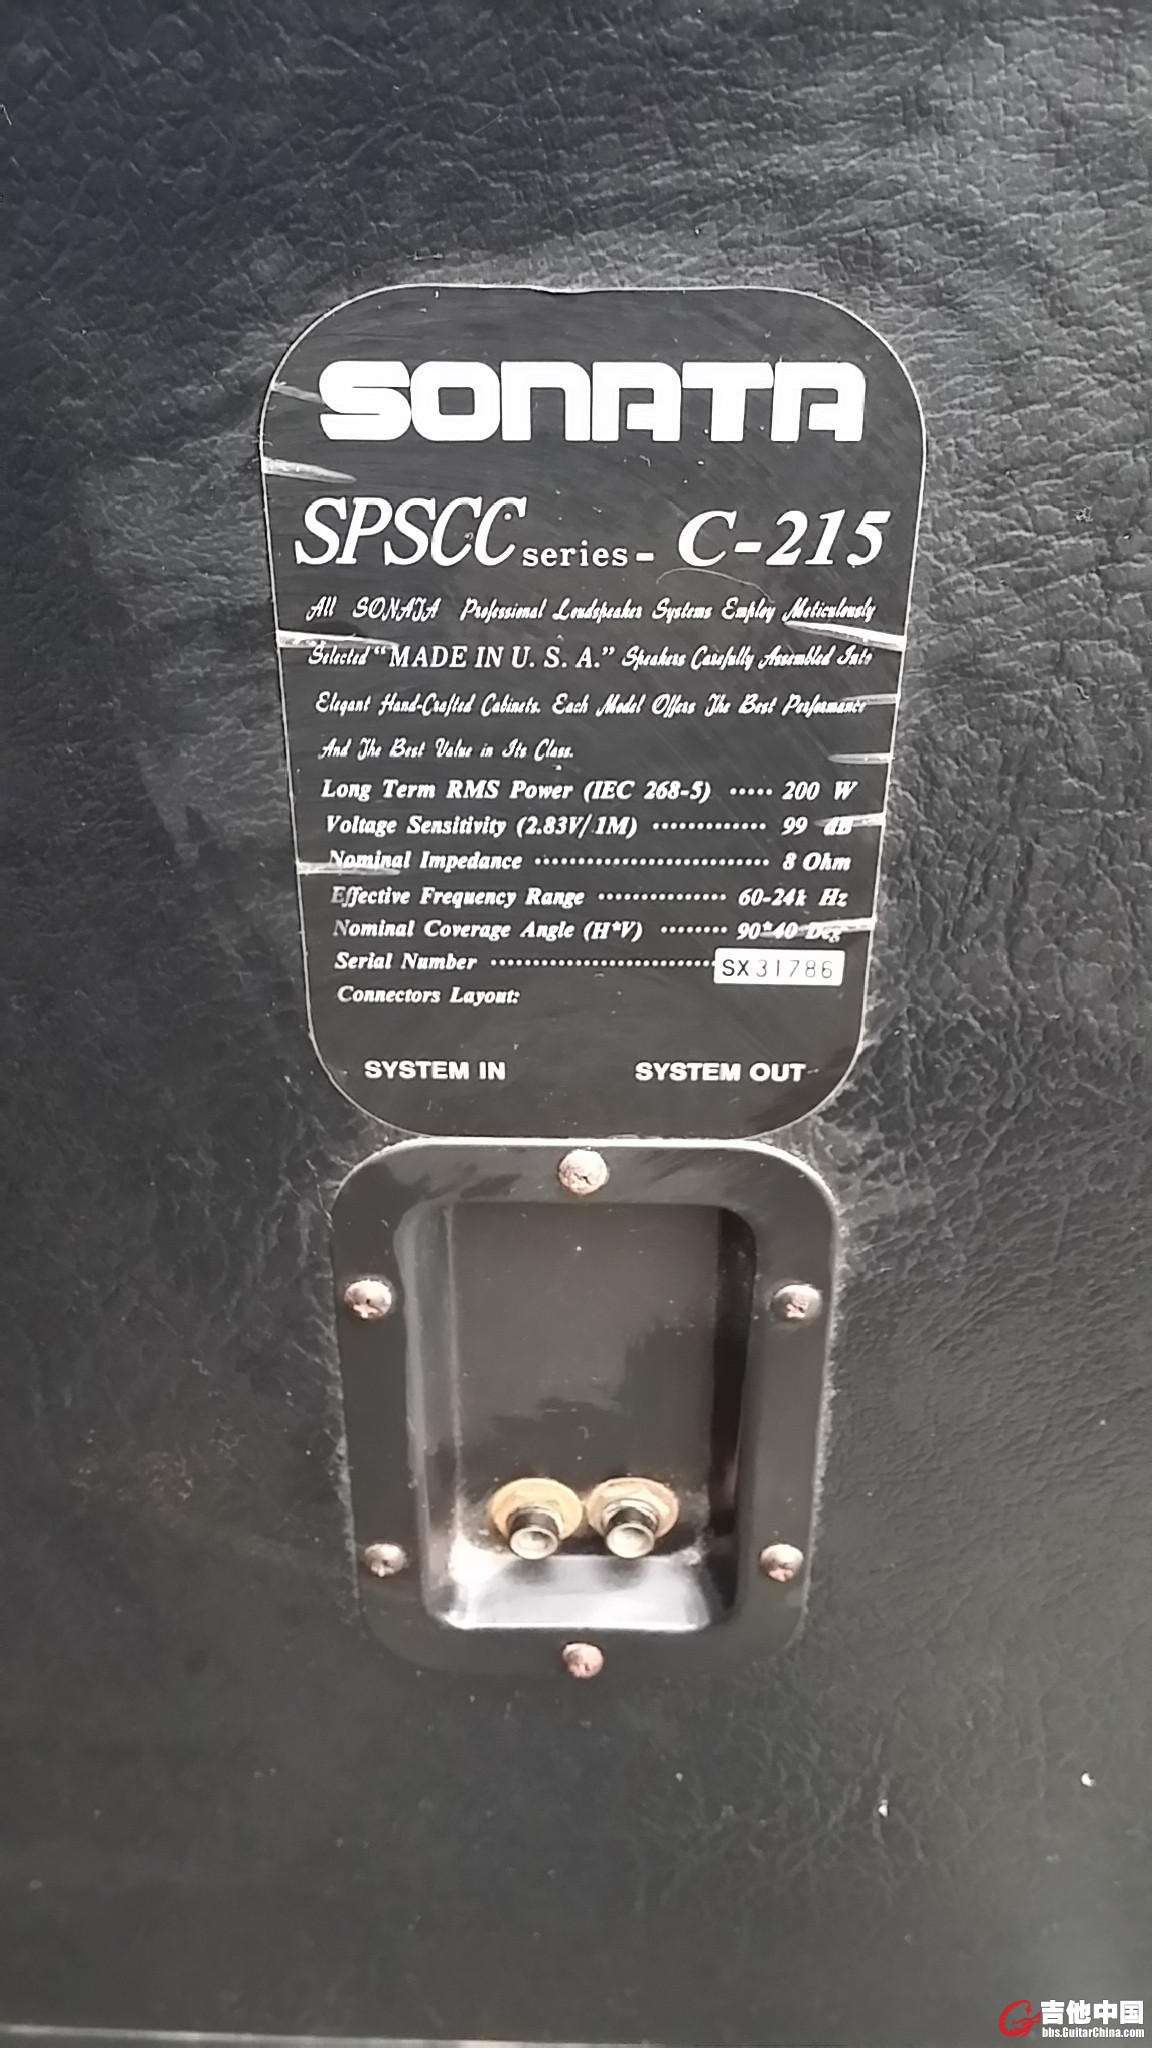 SONATA
SPSCC series - C-215
All SONATA Professional Loudspeaker Systems Employ Meticulously
Selected "MADE IN U. S. A." Speakers Carefully Assembled Into
Elegant Hand-Crafted Cabinets. Each Model Offers The Best Performance
And The Best Value in Its Class.
Long Term RMS Power (IEC 268-5) ····· 200 W
Voltage Sensitivity (2.83V/1M) ············· 99 dB
Nominal Impedance ··························· 8 Ohm
Effective Frequency Range ··············· 60-24k Hz
Nominal Coverage Angle (H*V) ········ 90*40 Deg
Serial Number ·························· SX31786
Connectors Layout:
SYSTEM IN SYSTEM OUT
吉他中国
bbs.GuitarChina.com